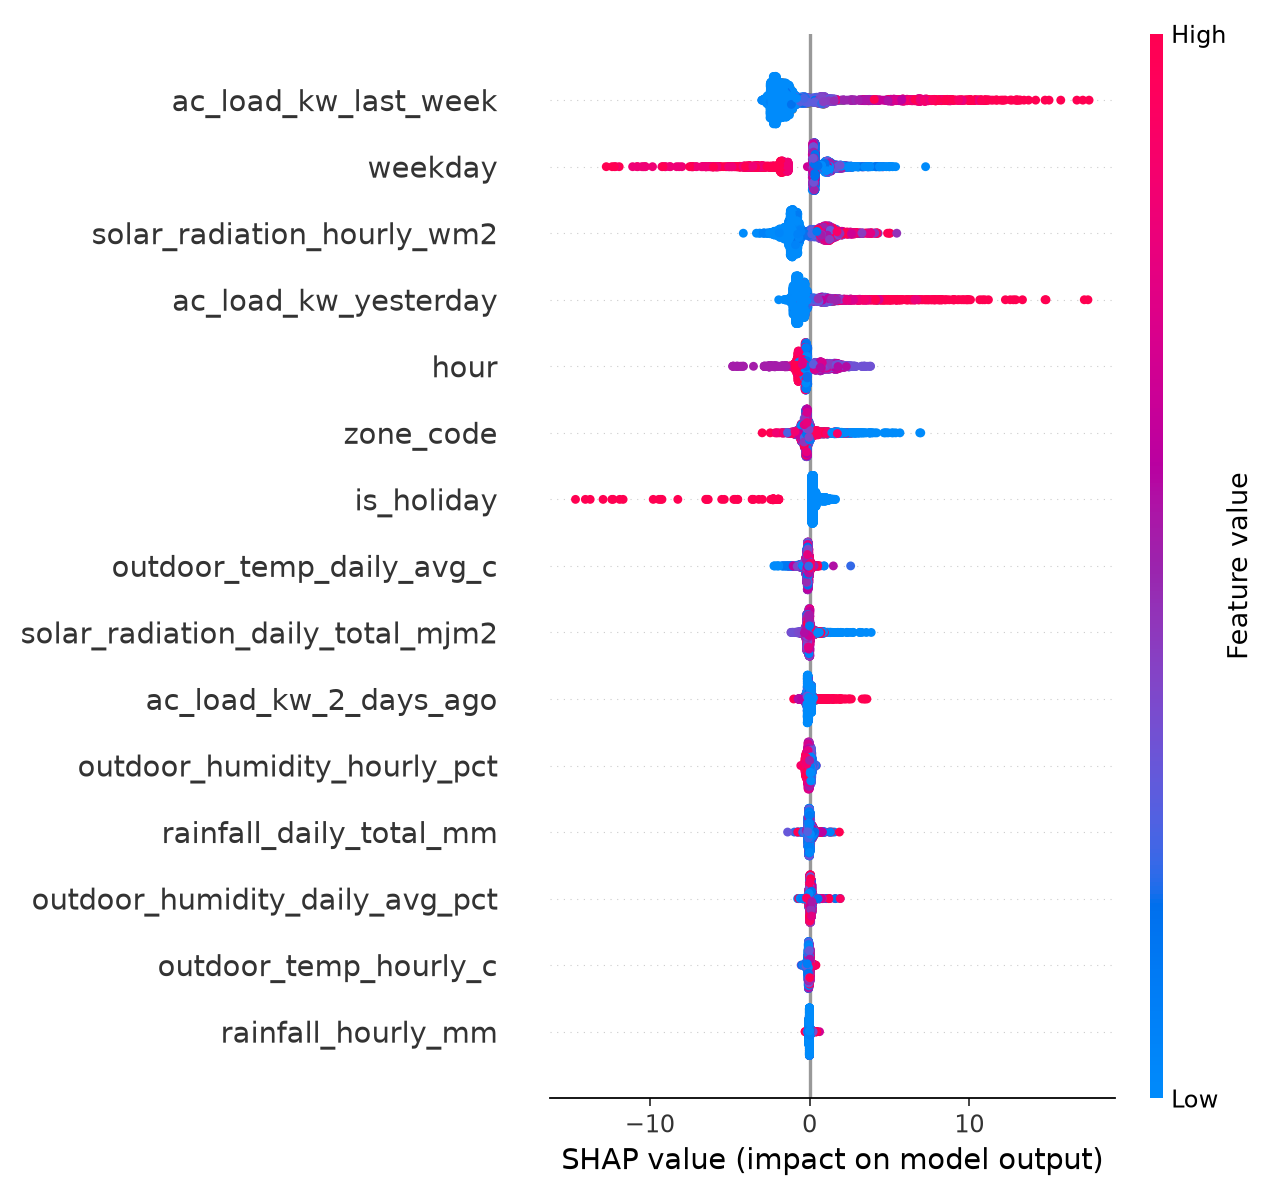 High
ac_load_kw_last_week
weekday
solar_radiation_hourly_wm2
ac_load_kw_yesterday
hour
zone_code
is_holiday
outdoor_temp_daily_avg_c
solar_radiation_daily_total_mjm2
ac_load_kw_2_days_ago
outdoor_humidity_hourly_pct
rainfall_daily_total_mm
outdoor_humidity_daily_avg_pct
outdoor_temp_hourly_c
rainfall_hourly_mm
Feature value
Low
−10 0 10
SHAP value (impact on model output)